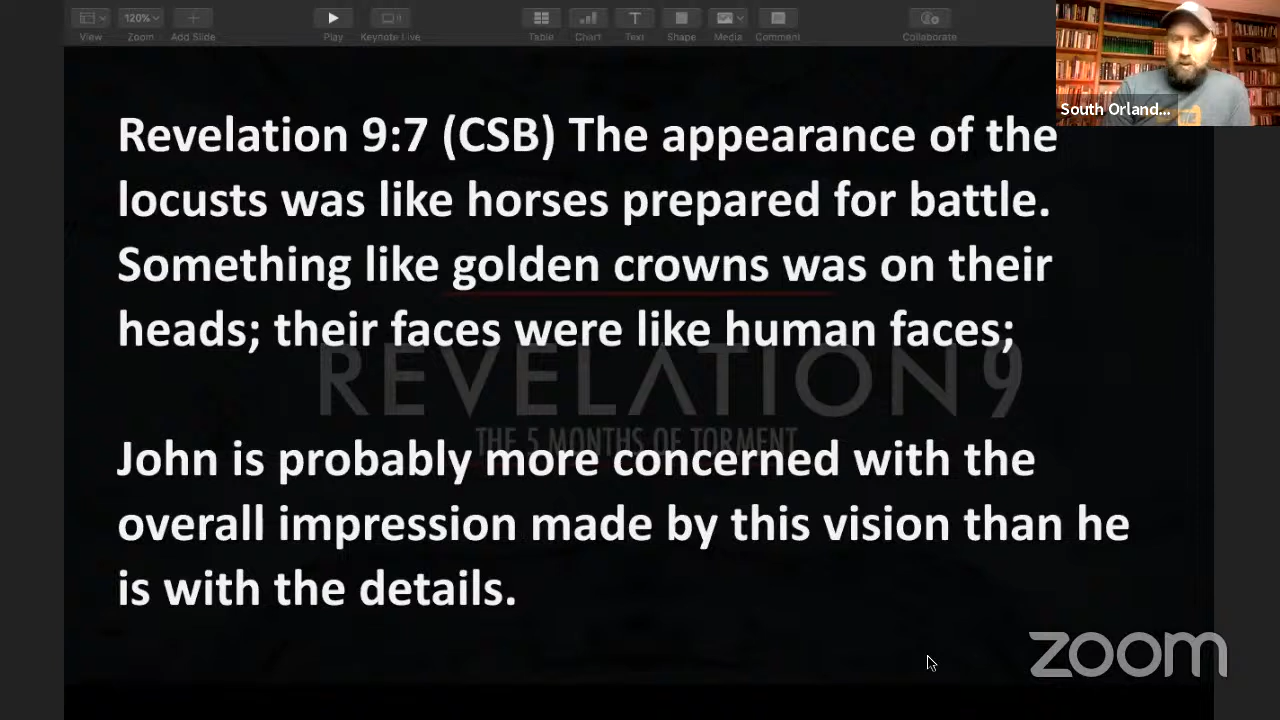 120%
View
Zoom
Add Slide
Play
Keynote Live
Table
Chart
Text
Shape
Media
Comment
Collaborate
South Orland...
Revelation 9:7 (CSB) The appearance of the
locusts was like horses prepared for battle.
Something like golden crowns was on their
heads; their faces were like human faces;
REVELATION 9
THE 5 MONTHS OF TORMENT
John is probably more concerned with the
overall impression made by this vision than he
is with the details.
zoom